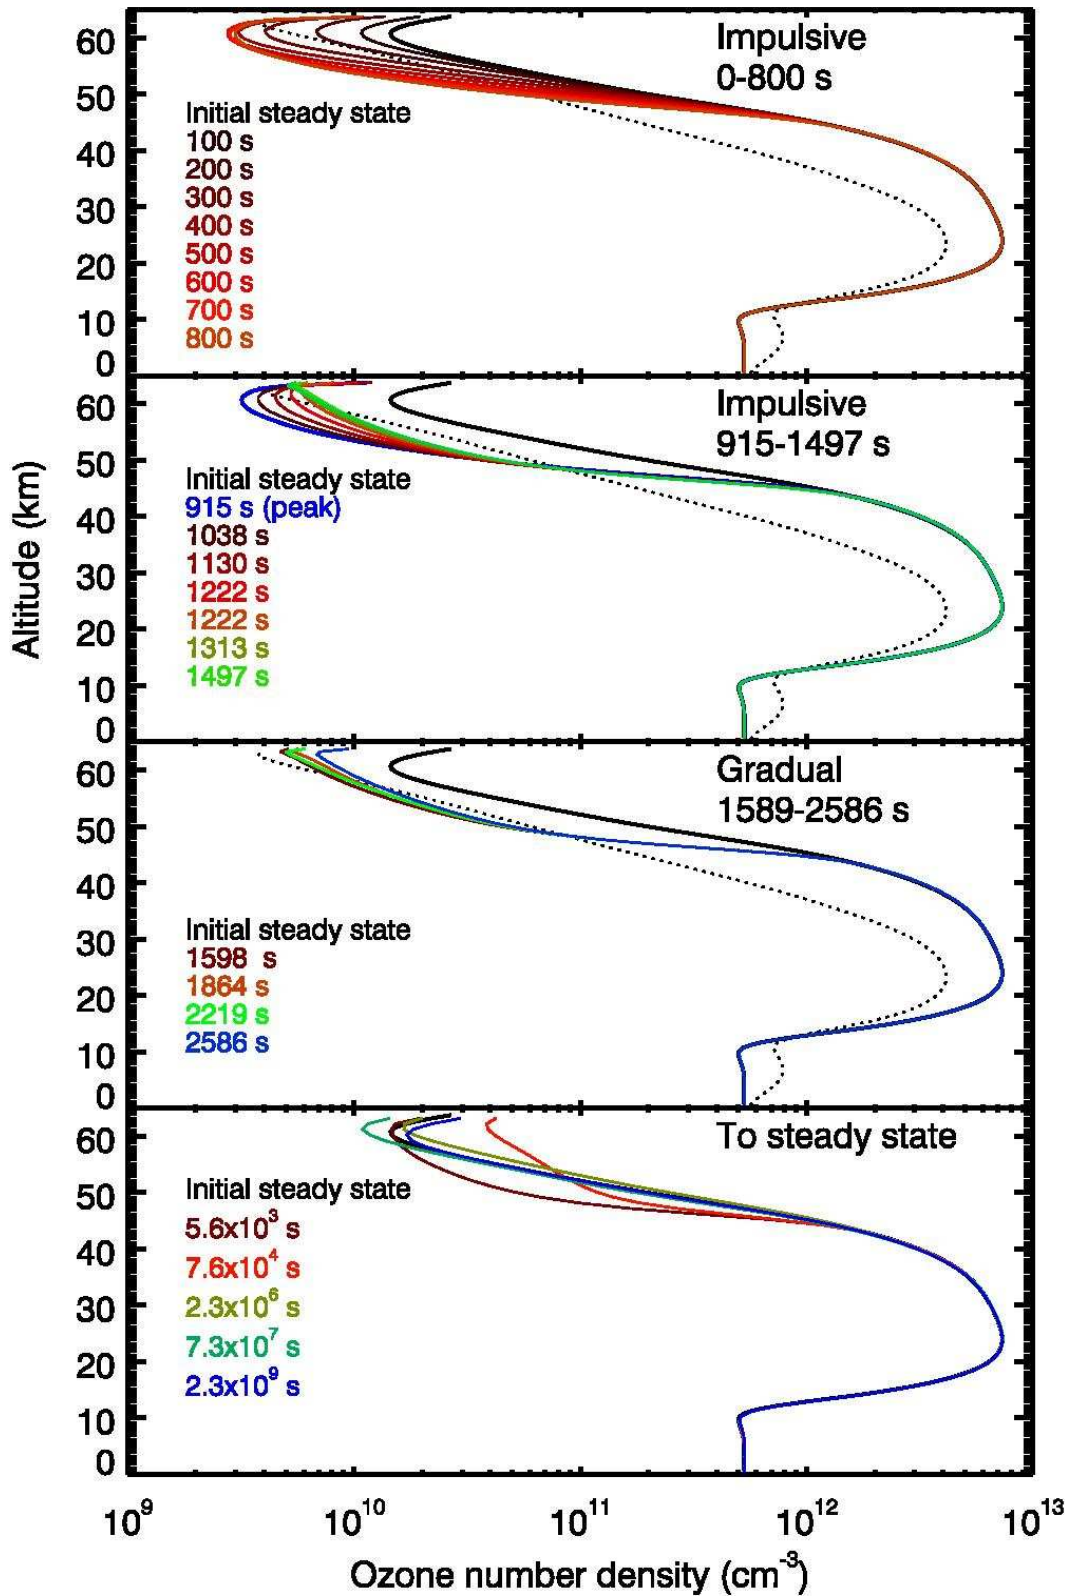 Impulsive
0-800 s
Initial steady state
100 s
200 s
300 s
400 s
500 s
600 s
700 s
800 s
60
50
40
30
20
10
0
Impulsive
915-1497 s
Initial steady state
915 s (peak)
1038 s
1130 s
1222 s
1222 s
1313 s
1497 s
60
50
40
30
20
10
0
Altitude (km)
Gradual
1589-2586 s
Initial steady state
1598 s
1864 s
2219 s
2586 s
60
50
40
30
20
10
0
To steady state
Initial steady state
5.6x10³ s
7.6x10⁴ s
2.3x10⁶ s
7.3x10⁷ s
2.3x10⁹ s
60
50
40
30
20
10
0
10⁹ 10¹⁰ 10¹¹ 10¹² 10¹³
Ozone number density (cm⁻³)